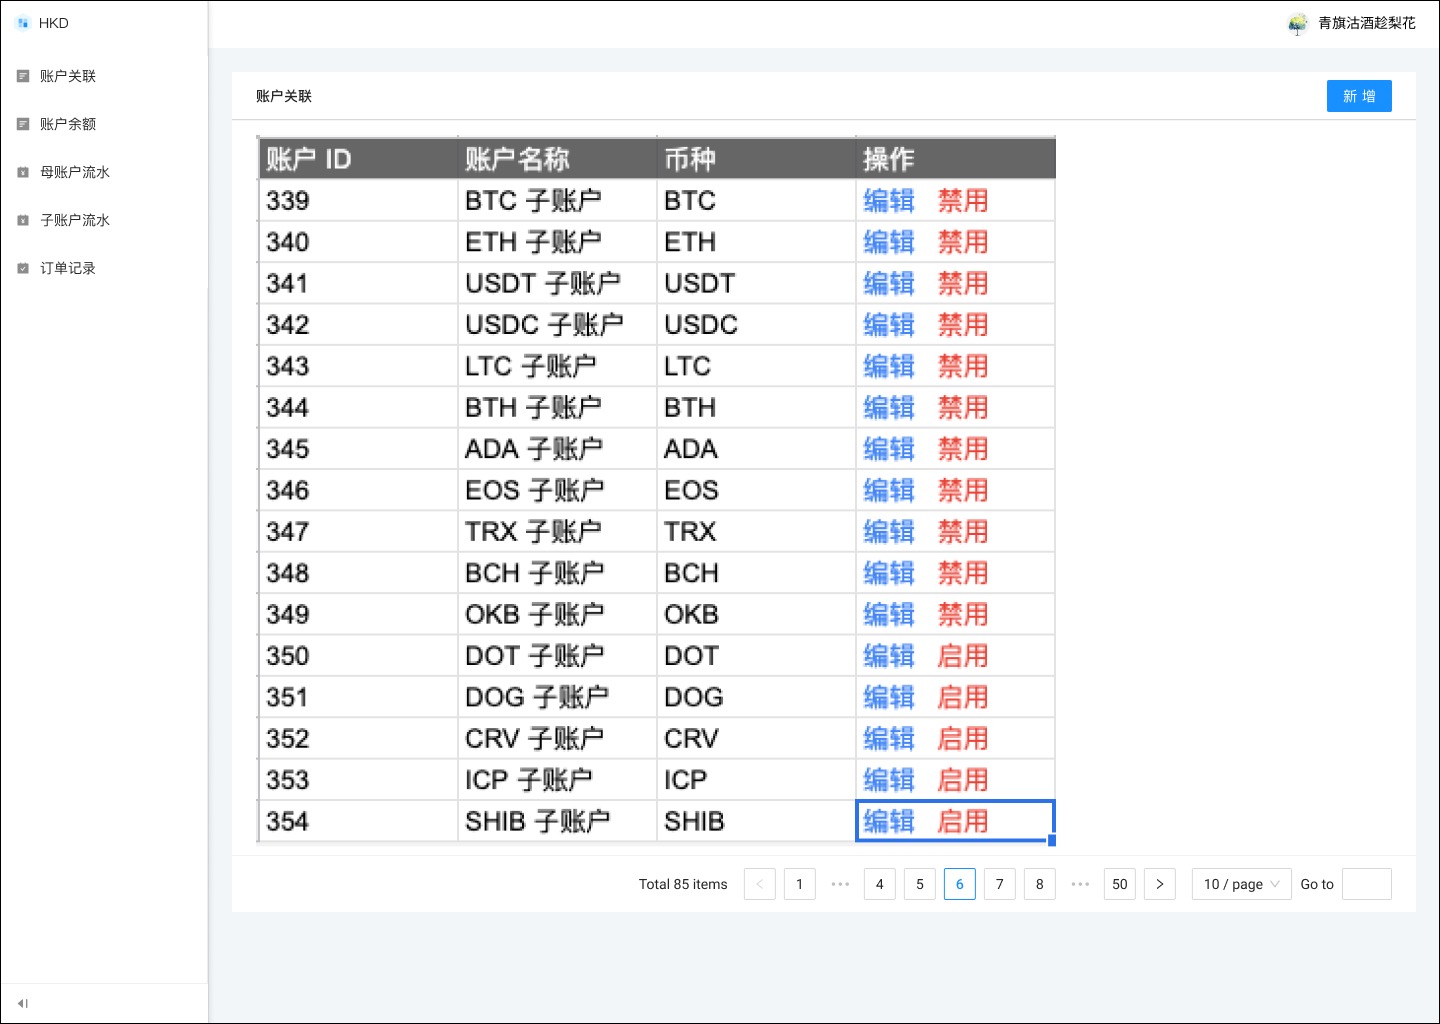 HKD
青旗沽酒趁梨花
账户关联
账户余额
母账户流水
子账户流水
订单记录
账户关联
新 增
账户 ID 账户名称 币种 操作
339 BTC 子账户 BTC 编辑 禁用
340 ETH 子账户 ETH 编辑 禁用
341 USDT 子账户 USDT 编辑 禁用
342 USDC 子账户 USDC 编辑 禁用
343 LTC 子账户 LTC 编辑 禁用
344 BTH 子账户 BTH 编辑 禁用
345 ADA 子账户 ADA 编辑 禁用
346 EOS 子账户 EOS 编辑 禁用
347 TRX 子账户 TRX 编辑 禁用
348 BCH 子账户 BCH 编辑 禁用
349 OKB 子账户 OKB 编辑 禁用
350 DOT 子账户 DOT 编辑 启用
351 DOG 子账户 DOG 编辑 启用
352 CRV 子账户 CRV 编辑 启用
353 ICP 子账户 ICP 编辑 启用
354 SHIB 子账户 SHIB 编辑 启用
Total 85 items < 1 ••• 4 5 6 7 8 ••• 50 > 10 / page Go to